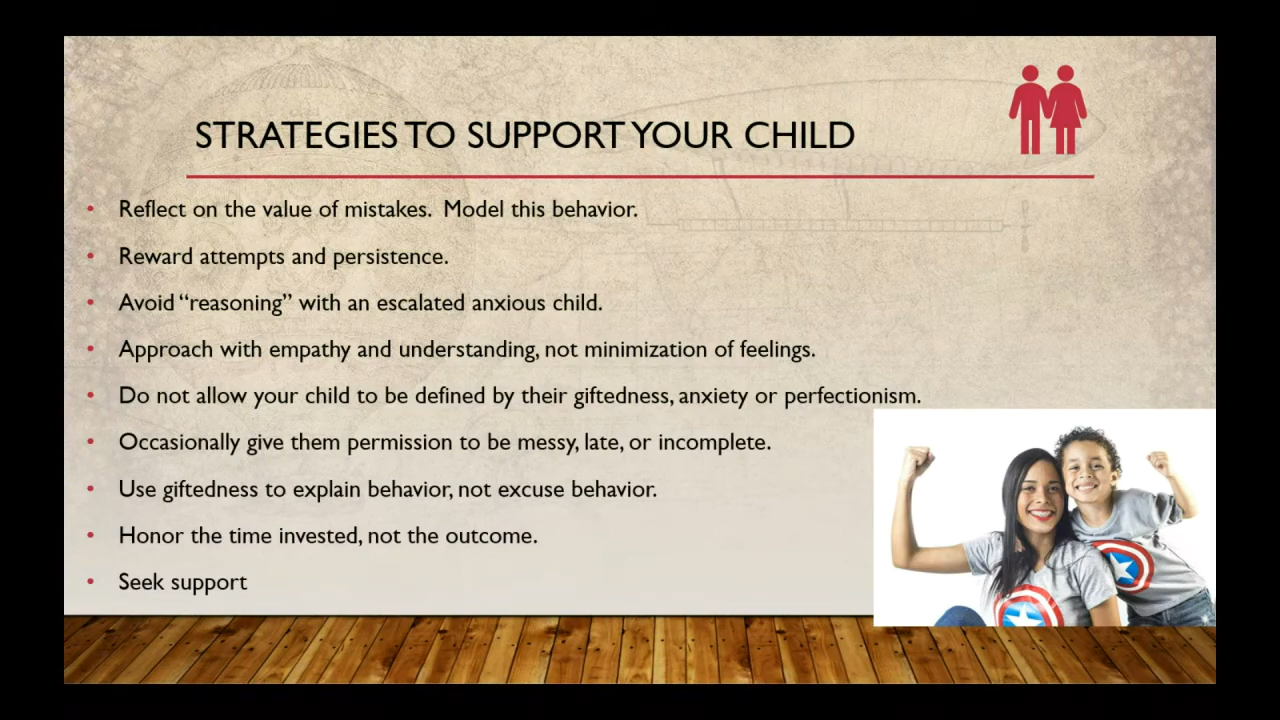 STRATEGIES TO SUPPORT YOUR CHILD
• Reflect on the value of mistakes.  Model this behavior.
• Reward attempts and persistence.
• Avoid “reasoning” with an escalated anxious child.
• Approach with empathy and understanding, not minimization of feelings.
• Do not allow your child to be defined by their giftedness, anxiety or perfectionism.
• Occasionally give them permission to be messy, late, or incomplete.
• Use giftedness to explain behavior, not excuse behavior.
• Honor the time invested, not the outcome.
• Seek support